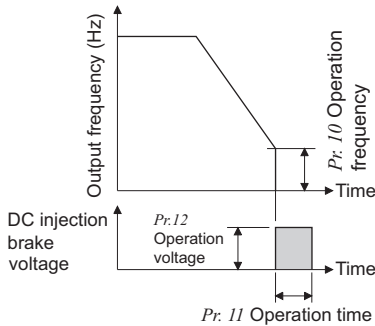 Output frequency (Hz)
Pr. 10 Operation
frequency
Time
DC injection
brake
voltage
Pr.12
Operation
voltage
Time
Pr. 11 Operation time